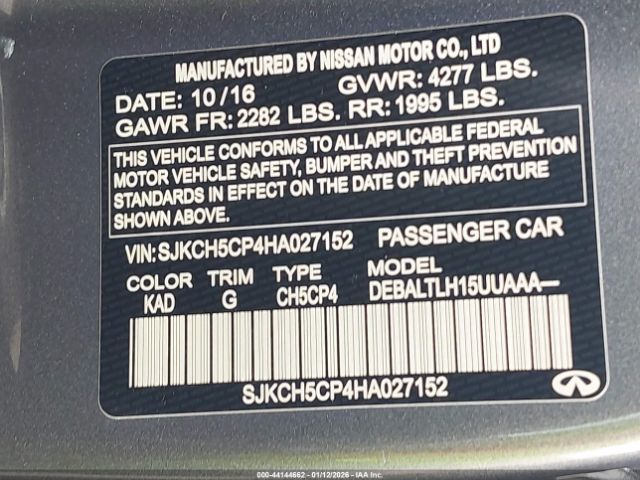 MANUFACTURED BY NISSAN MOTOR CO., LTD
DATE: 10/16 GVWR: 4277 LBS.
GAWR FR: 2282 LBS. RR: 1995 LBS.
THIS VEHICLE CONFORMS TO ALL APPLICABLE FEDERAL
MOTOR VEHICLE SAFETY, BUMPER AND THEFT PREVENTION
STANDARDS IN EFFECT ON THE DATE OF MANUFACTURE
SHOWN ABOVE.
VIN: SJKCH5CP4HA027152 PASSENGER CAR
COLOR TRIM TYPE MODEL
KAD G CH5CP4 DEBALTLH15UUAAA—
SJKCH5CP4HA027152
000-44144662 - 01/12/2026 - IAA Inc.